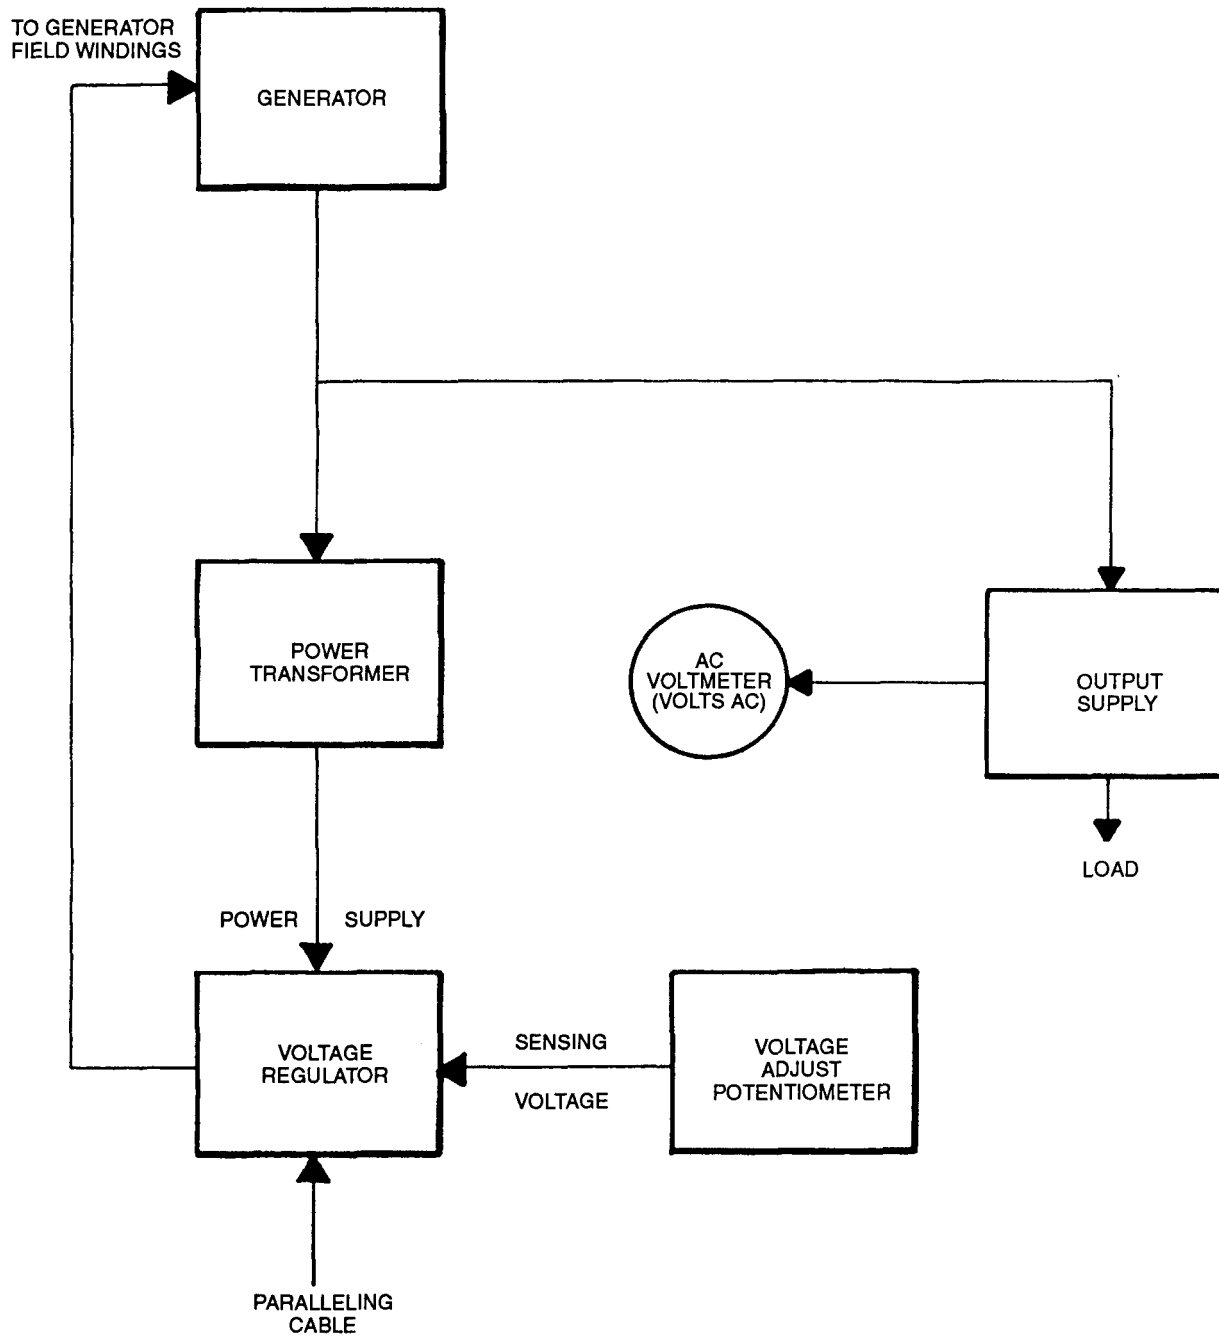 TO GENERATOR
FIELD WINDINGS
GENERATOR
POWER
TRANSFORMER
AC
VOLTMETER
(VOLTS AC)
OUTPUT
SUPPLY
LOAD
POWER SUPPLY
VOLTAGE
REGULATOR
SENSING
VOLTAGE
VOLTAGE
ADJUST
POTENTIOMETER
PARALLELING
CABLE